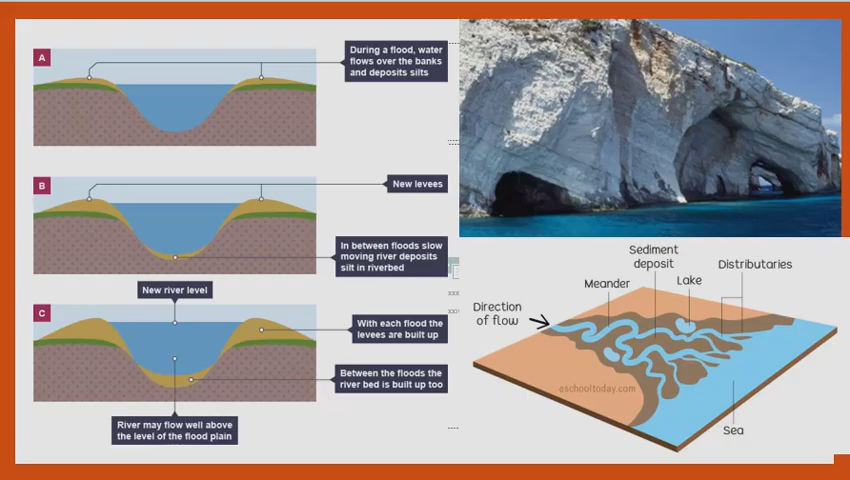 A
During a flood, water
flows over the banks
and deposits silts
B
New levees
In between floods slow
moving river deposits
silt in riverbed
New river level
C
With each flood the
levees are built up
Between the floods the
river bed is built up too
River may flow well above
the level of the flood plain
Sediment
deposit
Distributaries
Lake
Meander
Direction
of flow
eschooltoday.com
Sea